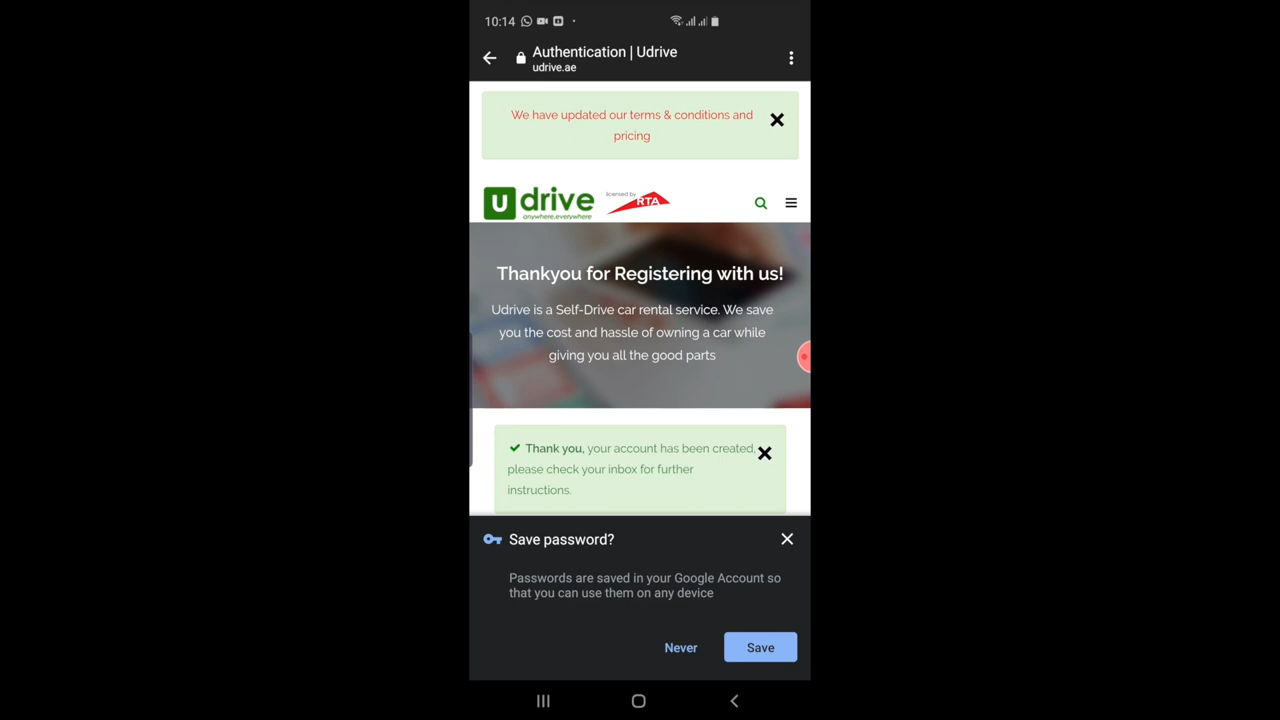 10:14
Authentication | Udrive
udrive.ae
We have updated our terms & conditions and
pricing
U drive
anywhere,everywhere
licensed by
RTA
Thankyou for Registering with us!
Udrive is a Self-Drive car rental service. We save
you the cost and hassle of owning a car while
giving you all the good parts
Thank you, your account has been created,
please check your inbox for further
instructions.
Save password?
Passwords are saved in your Google Account so
that you can use them on any device
Never
Save